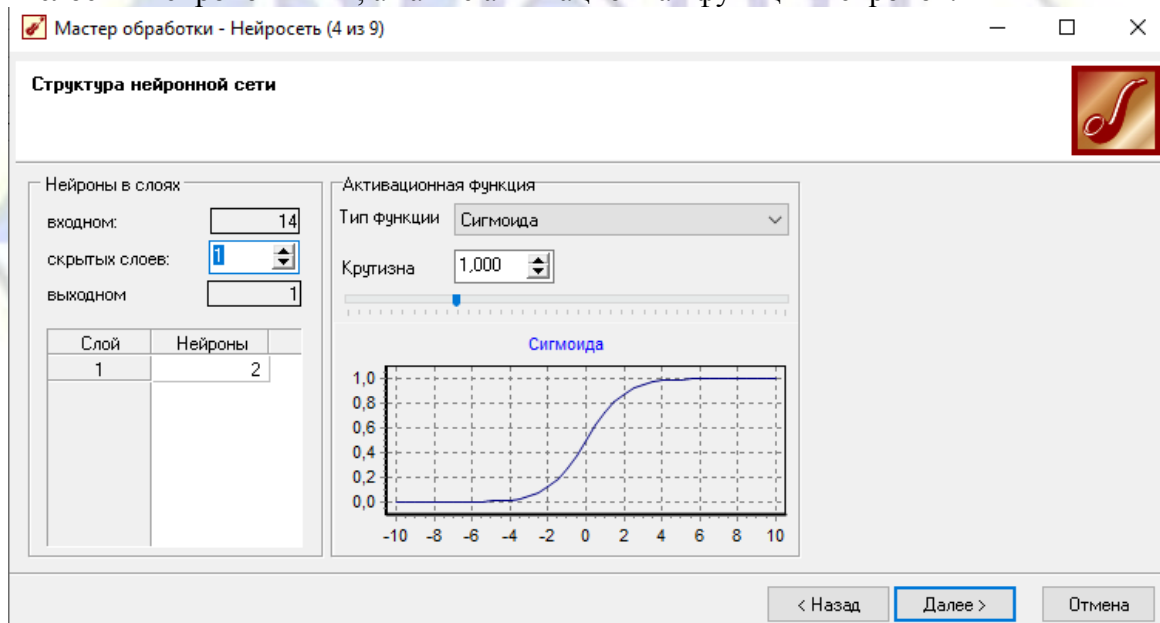 Мастер обработки - Нейросеть (4 из 9)
Структура нейронной сети
Нейроны в слоях
входном: 14
скрытых слоев: 1
выходном 1
Слой Нейроны
1 2
Активационная функция
Тип функции Сигмоида
Крутизна 1,000
Сигмоида
1,0
0,8
0,6
0,4
0,2
0,0
-10 -8 -6 -4 -2 0 2 4 6 8 10
< Назад Далее > Отмена